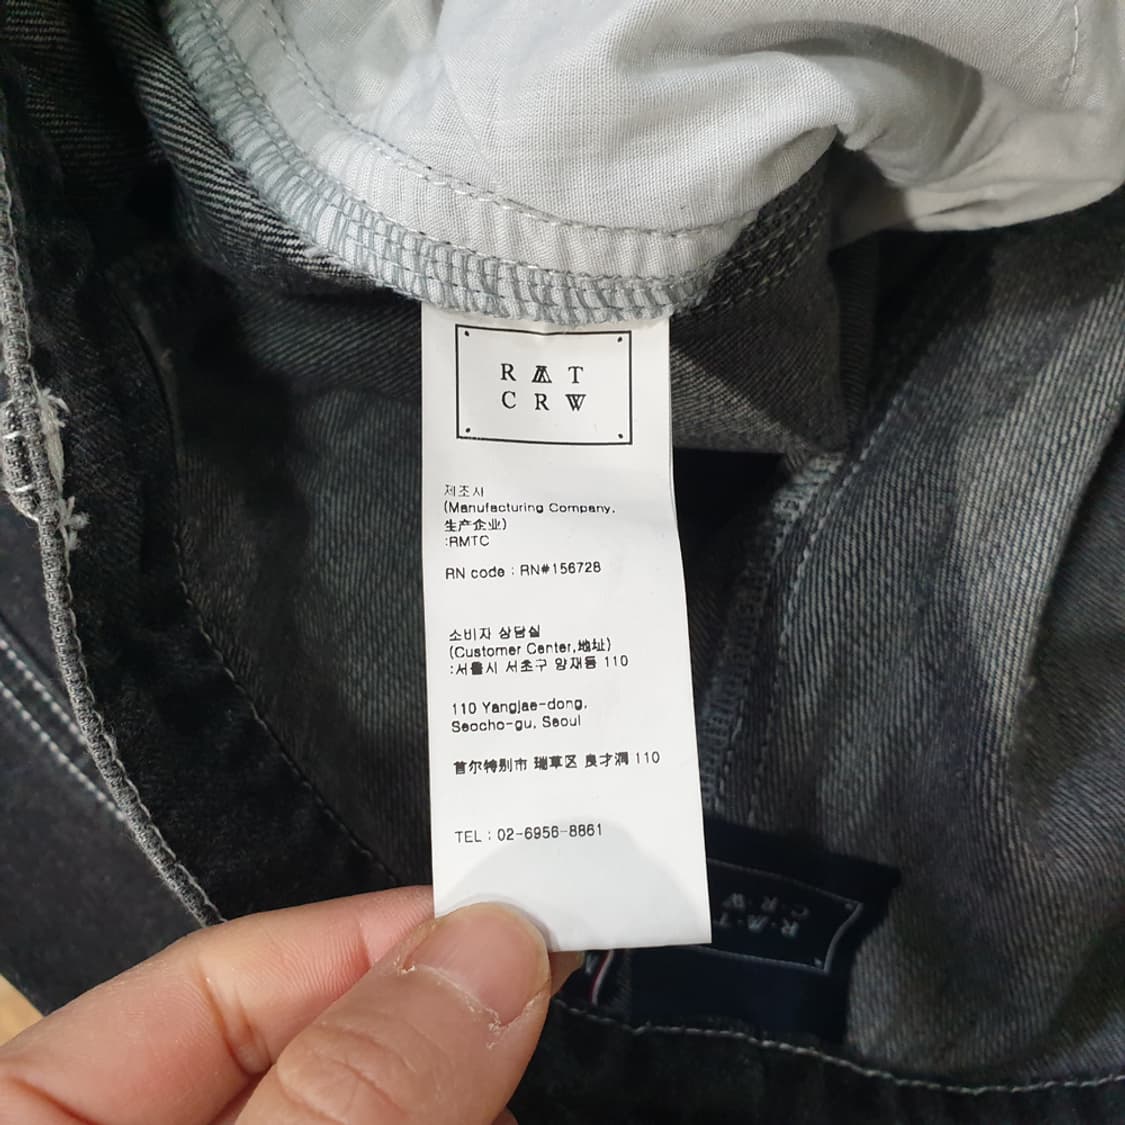 R A T
C R W
제조사
(Manufacturing Company,
生产企业)
:RMTC
RN code : RN#156728
소비자 상담실
(Customer Center,地址)
:서울시 서초구 양재동 110
110 Yangjae-dong,
Seocho-gu, Seoul
首尔特别市 瑞草区 良才洞 110
TEL : 02-6956-8861
R·A·T
C·R·W